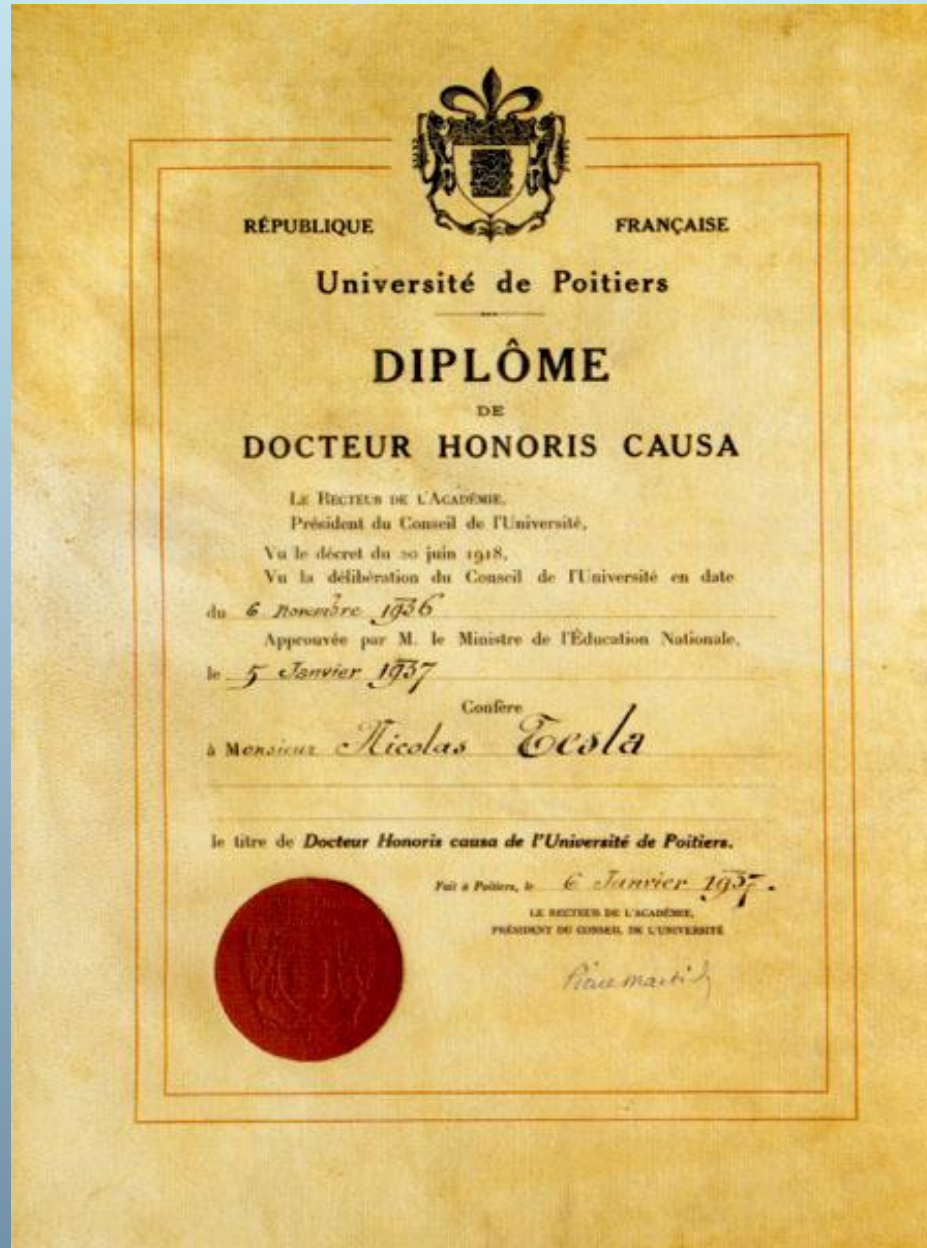 RÉPUBLIQUE FRANÇAISE
Université de Poitiers
DIPLÔME
DE
DOCTEUR HONORIS CAUSA
LE RECTEUR DE L'ACADÉMIE,
Président du Conseil de l'Université,
Vu le décret du 20 juin 1918,
Vu la délibération du Conseil de l'Université en date
du 6 novembre 1936
Approuvée par M. le Ministre de l'Éducation Nationale,
le 5 Janvier 1937
Confère
à Monsieur Nicolas Tesla
le titre de Docteur Honoris causa de l'Université de Poitiers.
Fait à Poitiers, le 6 Janvier 1937.
LE RECTEUR DE L'ACADÉMIE,
PRÉSIDENT DU CONSEIL DE L'UNIVERSITÉ